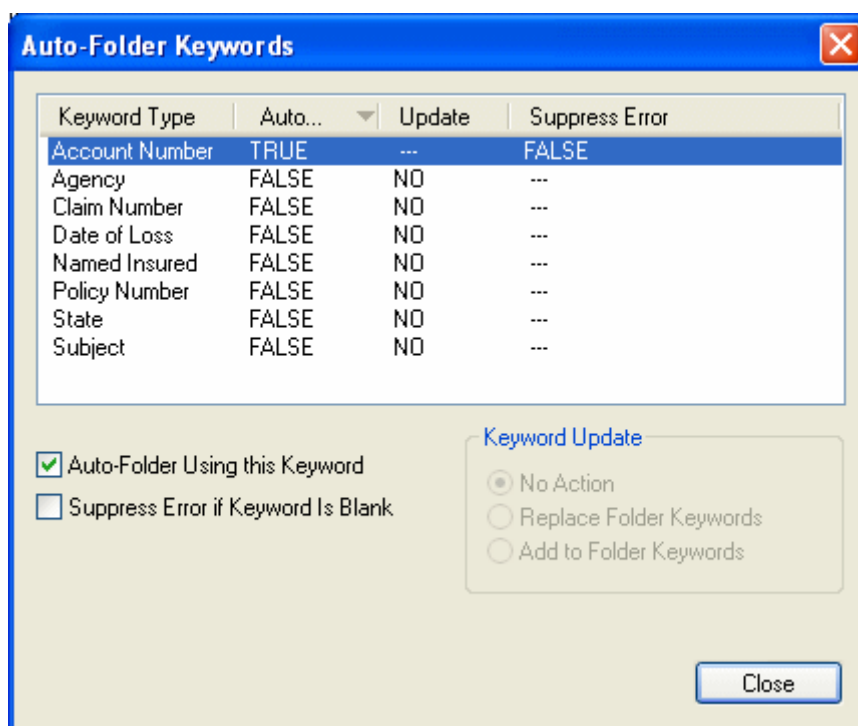 Auto-Folder Keywords
Keyword Type Auto... Update Suppress Error
Account Number TRUE --- FALSE
Agency FALSE NO ---
Claim Number FALSE NO ---
Date of Loss FALSE NO ---
Named Insured FALSE NO ---
Policy Number FALSE NO ---
State FALSE NO ---
Subject FALSE NO ---
Auto-Folder Using this Keyword
Suppress Error if Keyword Is Blank
Keyword Update
No Action
Replace Folder Keywords
Add to Folder Keywords
Close